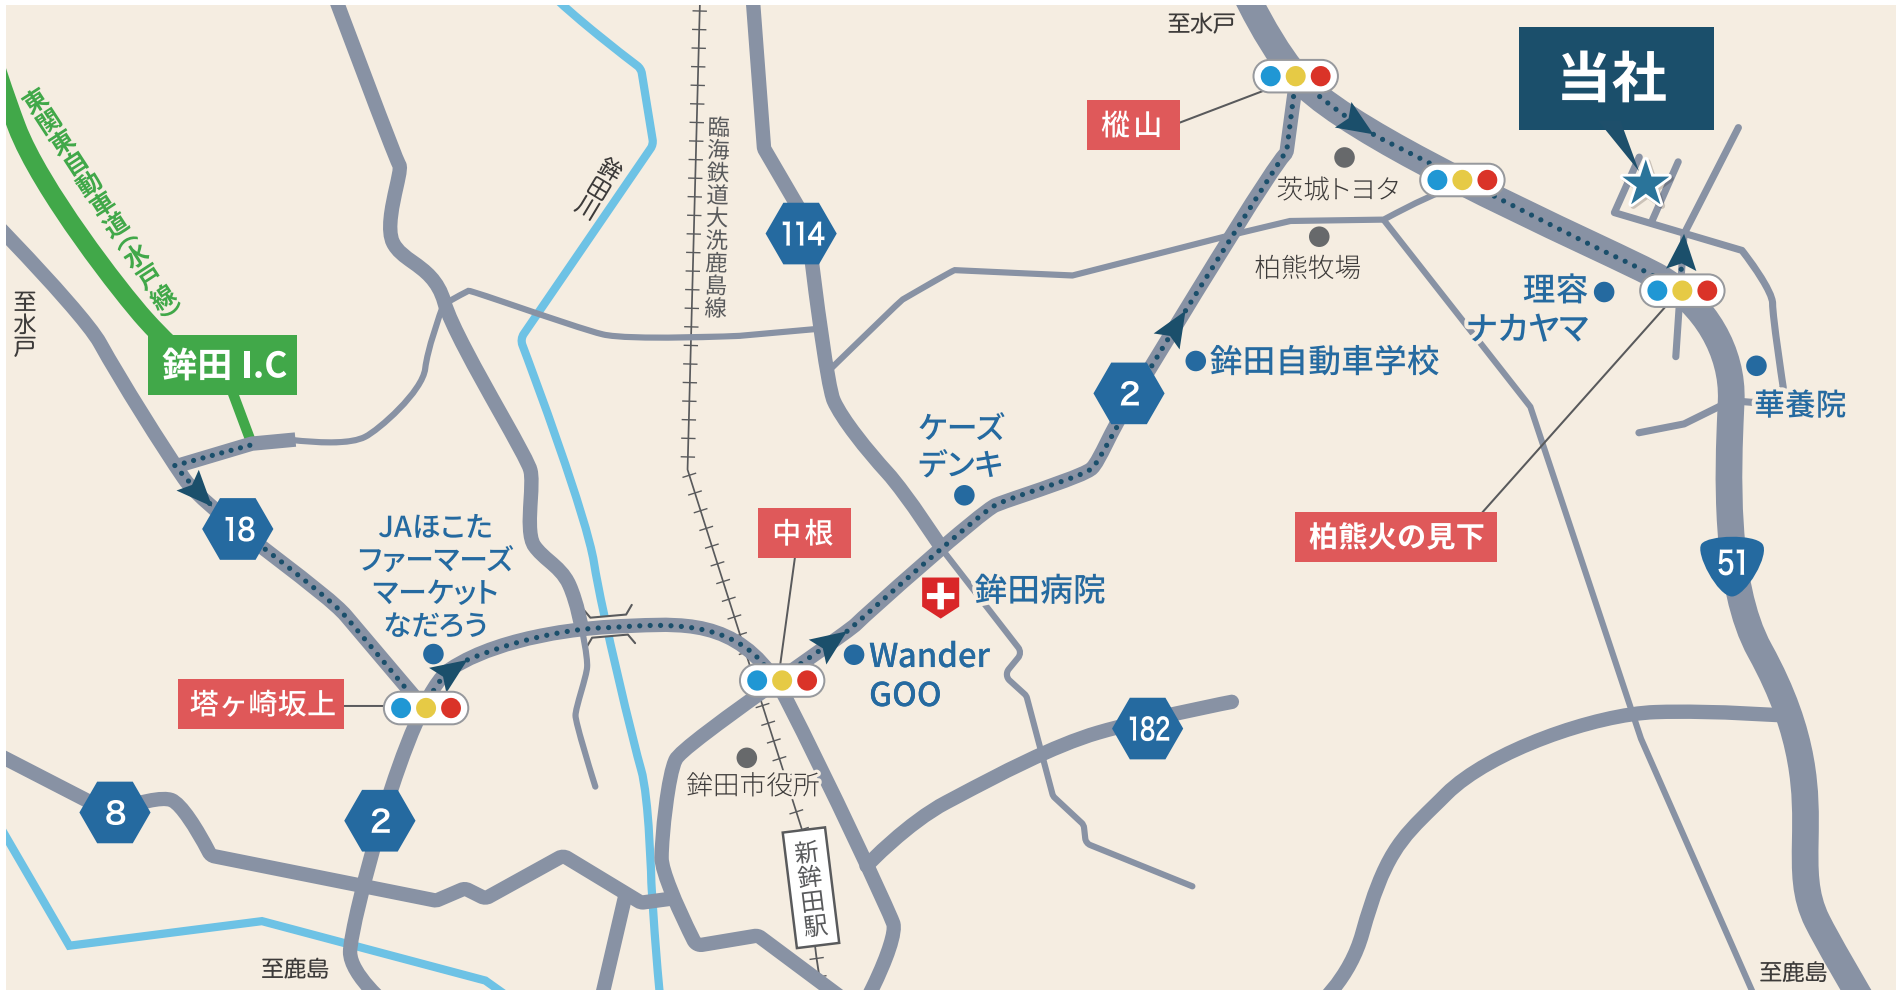 至水戸
当社
東関東自動車道(水戸線)
樅山
臨海鉄道大洗鹿島線
鉾田川
茨城トヨタ
114
柏熊牧場
理容
ナカヤマ
至水戸
鉾田 I.C
鉾田自動車学校
2
華養院
ケーズ
デンキ
18
JAほこた
ファーマーズ
マーケット
なだろう
中根
柏熊火の見下
51
鉾田病院
Wander
GOO
塔ヶ崎坂上
182
鉾田市役所
8
2
新鉾田駅
至鹿島
至鹿島